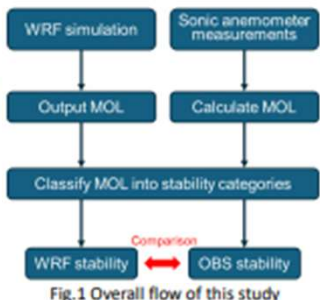 WRF simulation
Sonic anemometer
measurements
Output MOL
Calculate MOL
Classify MOL into stability categories
Comparison
WRF stability
OBS stability
Fig.1 Overall flow of this study